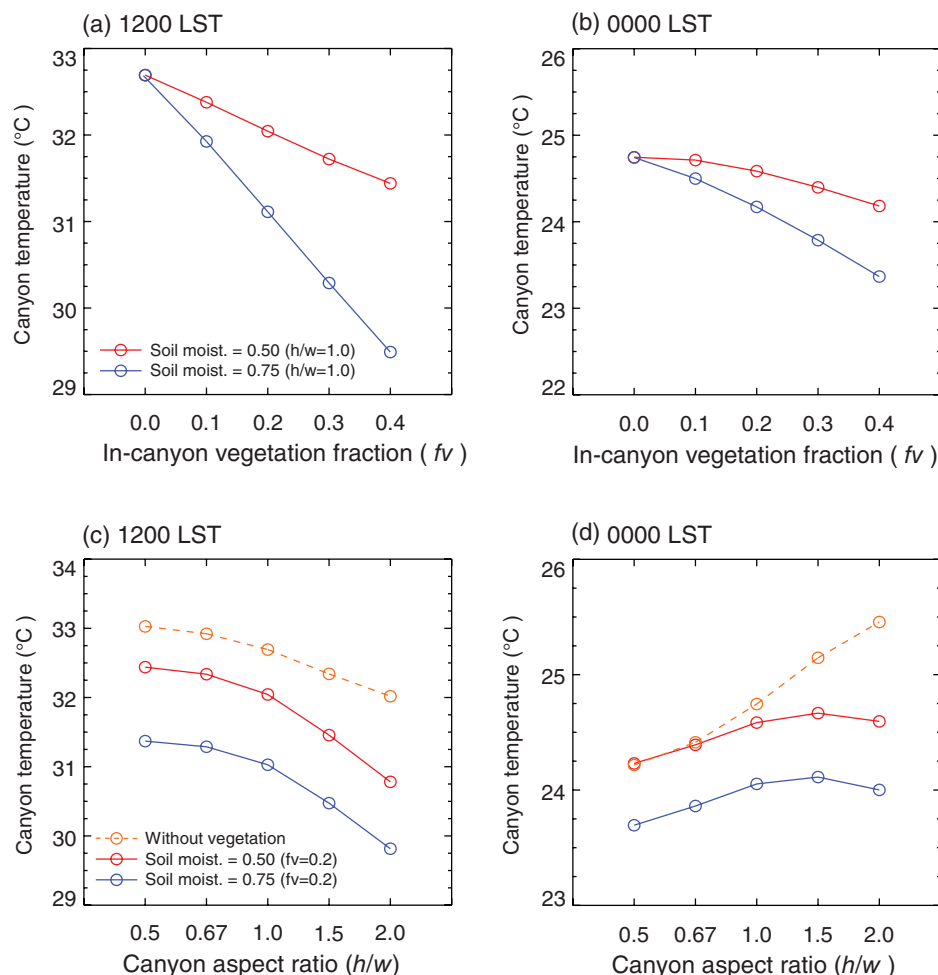 (a) 1200 LST
33
32
31
30
29
Canyon temperature (°C )
0.0 0.1 0.2 0.3 0.4
In-canyon vegetation fraction ( fv )
Soil moist. = 0.50 (h/w=1.0)
Soil moist. = 0.75 (h/w=1.0)
(b) 0000 LST
26
25
24
23
22
Canyon temperature (°C )
0.0 0.1 0.2 0.3 0.4
In-canyon vegetation fraction ( fv )
(c) 1200 LST
34
33
32
31
30
29
Canyon temperature (°C )
Without vegetation
Soil moist. = 0.50 (fv=0.2)
Soil moist. = 0.75 (fv=0.2)
0.5 0.67 1.0 1.5 2.0
Canyon aspect ratio (h/w)
(d) 0000 LST
26
25
24
23
Canyon temperature (°C )
0.5 0.67 1.0 1.5 2.0
Canyon aspect ratio (h/w )